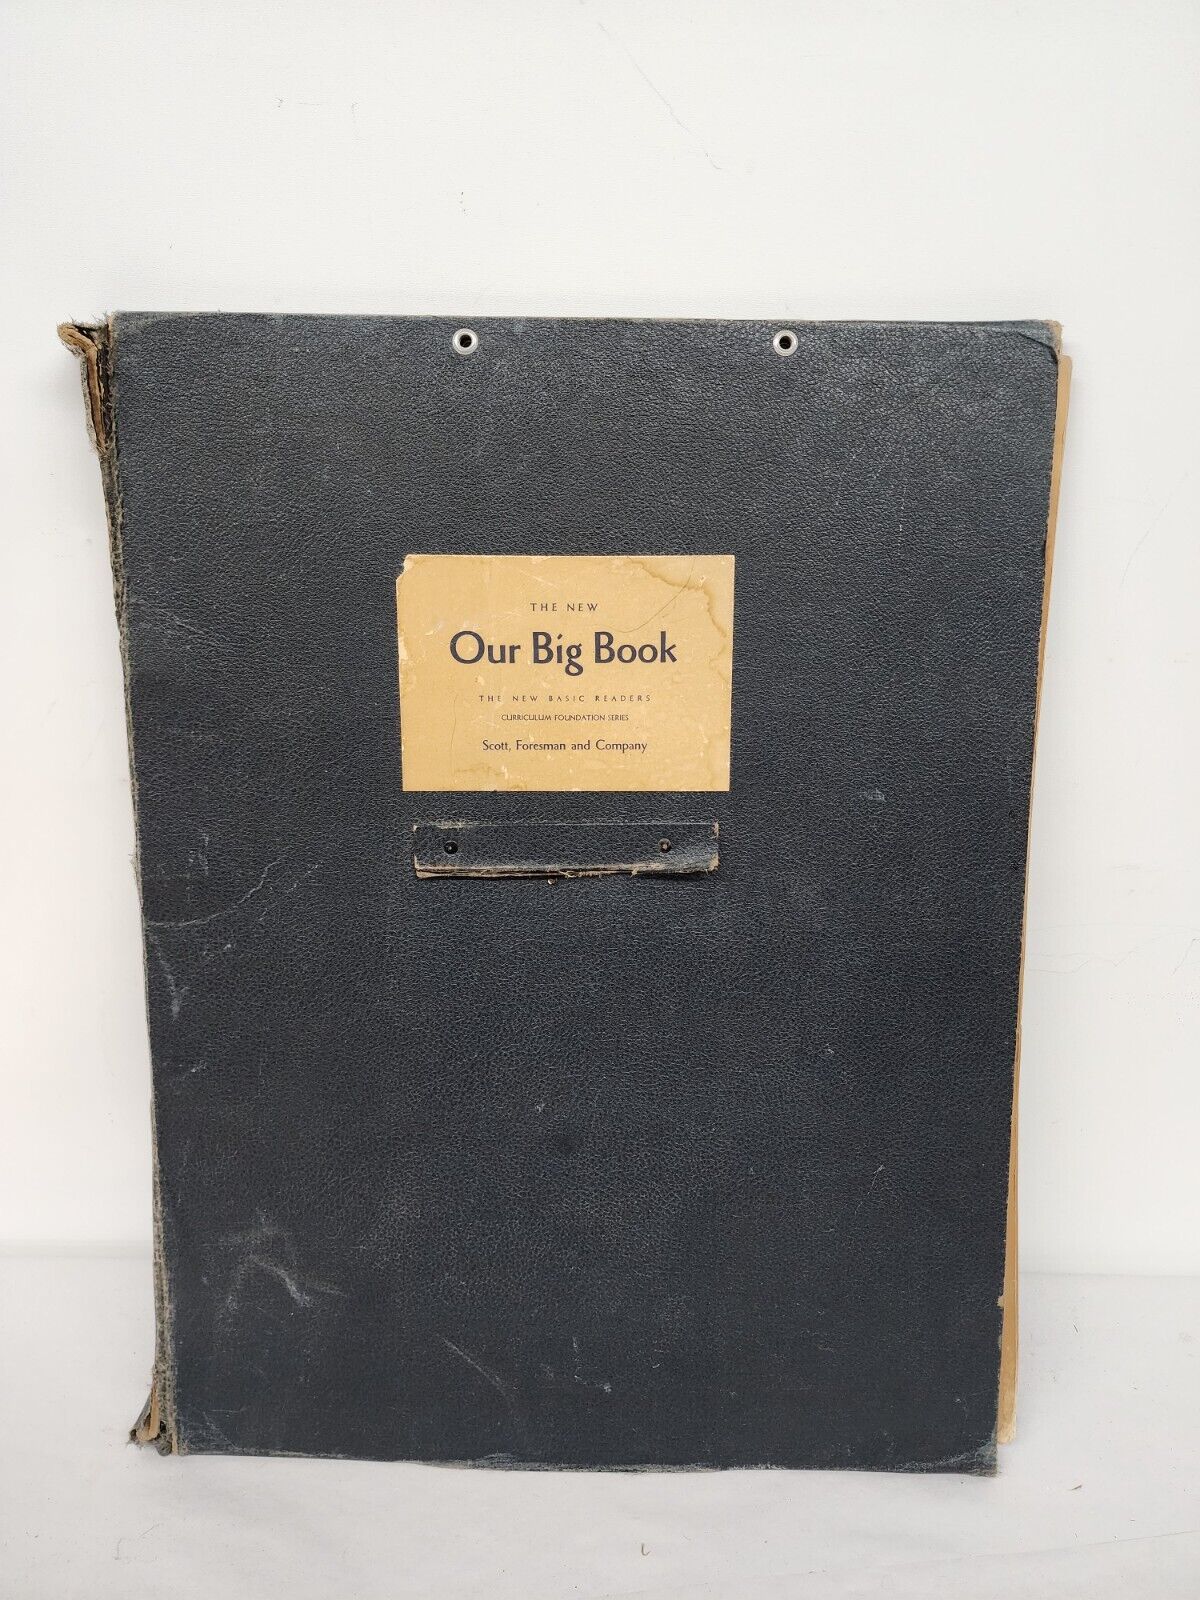 THE NEW
Our Big Book
THE NEW BASIC READERS
CURRICULUM FOUNDATION SERIES
Scott, Foresman and Company